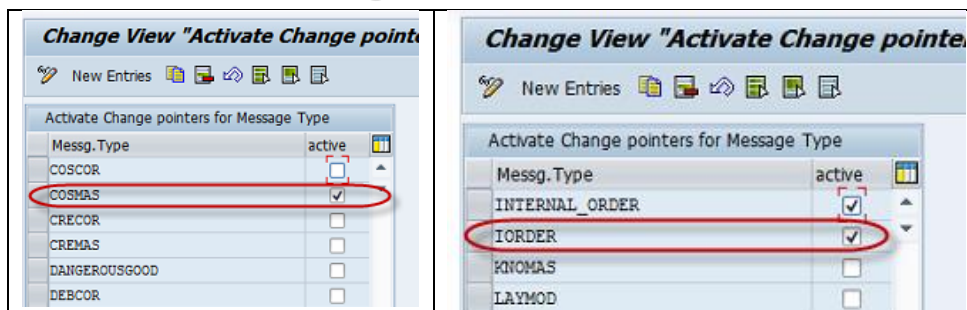 Change View "Activate Change
New Entries
Activate Change pointers for Message Type
Messg.Type active
COSCOR
COSMAS
CRECOR
CREMAS
DANGEROUSGOOD
DEBCOR
Change View "Activate Change
New Entries
Activate Change pointers for Message Type
Messg.Type active
INTERNAL_ORDER
IORDER
KNOMAS
LAYMOD